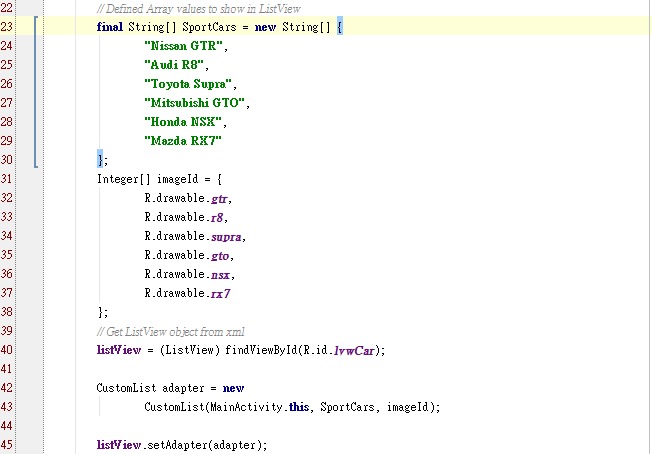 22 // Defined Array values to show in ListView
23 final String[] SportCars = new String[] {
24 "Nissan GTR",
25 "Audi R8",
26 "Toyota Supra",
27 "Mitsubishi GTO",
28 "Honda NSX",
29 "Mazda RX7"
30 };
31 Integer[] imageId = {
32 R.drawable.gtr,
33 R.drawable.r8,
34 R.drawable.supra,
35 R.drawable.gto,
36 R.drawable.nsx,
37 R.drawable.rx7
38 };
39 // Get ListView object from xml
40 listView = (ListView) findViewById(R.id.lvwCar);
41
42 CustomList adapter = new
43 CustomList(MainActivity.this, SportCars, imageId);
44
45 listView.setAdapter(adapter);